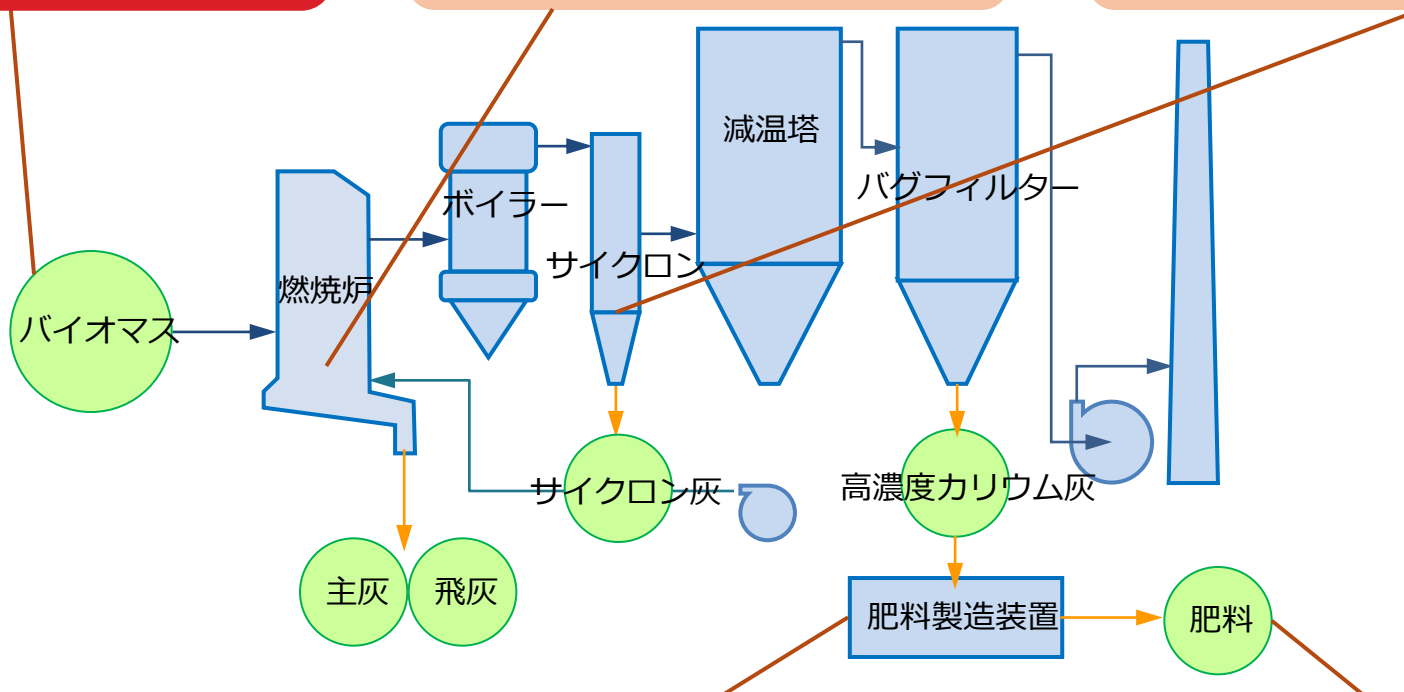 減温塔
バグフィルター
ボイラー
サイクロン
燃焼炉
バイオマス
サイクロン灰
高濃度カリウム灰
主灰
飛灰
肥料製造装置
肥料